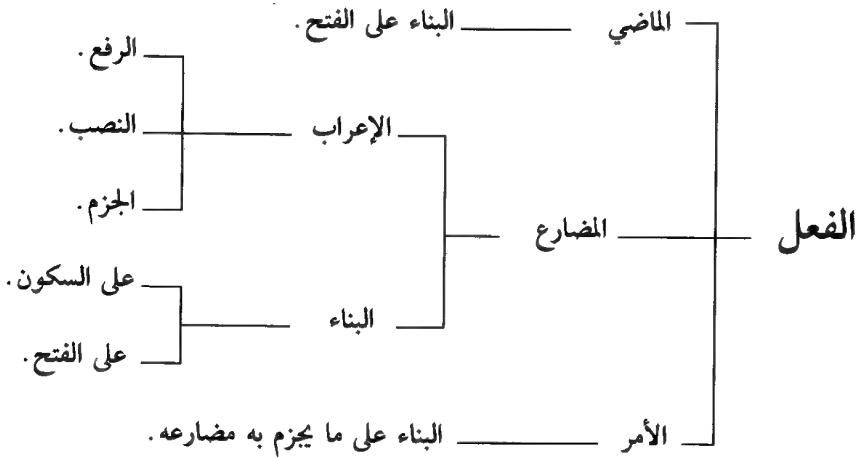 الفعل
الماضي
البناء على الفتح.
المضارع
الإعراب
الرفع.
النصب.
الجزم.
البناء
على السكون.
على الفتح.
الأمر
البناء على ما يجزم به مضارعه.